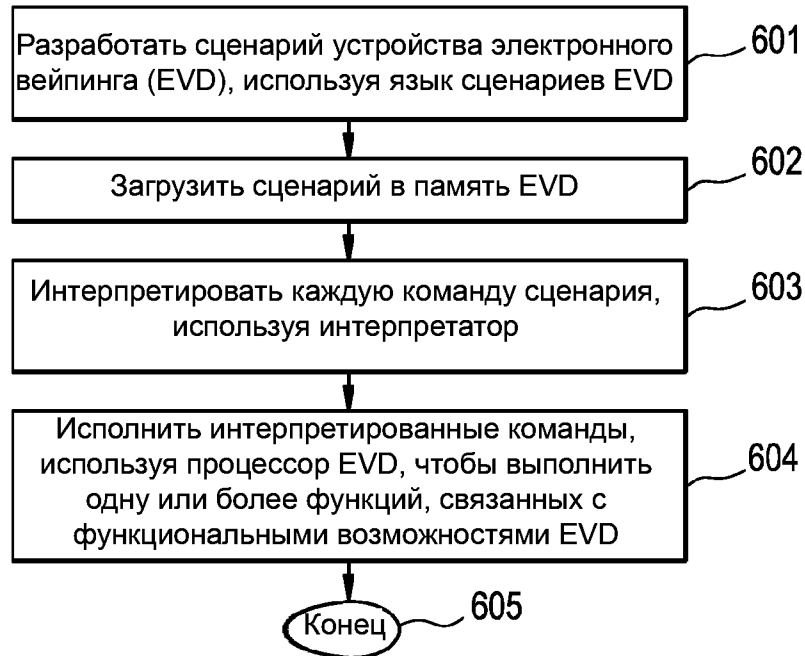 Разработать сценарий устройства электронного
вейпинга (EVD), используя язык сценариев EVD
601
Загрузить сценарий в память EVD
602
Интерпретировать каждую команду сценария,
используя интерпретатор
603
Исполнить интерпретированные команды,
используя процессор EVD, чтобы выполнить
одну или более функций, связанных с
функциональными возможностями EVD
604
Конец
605